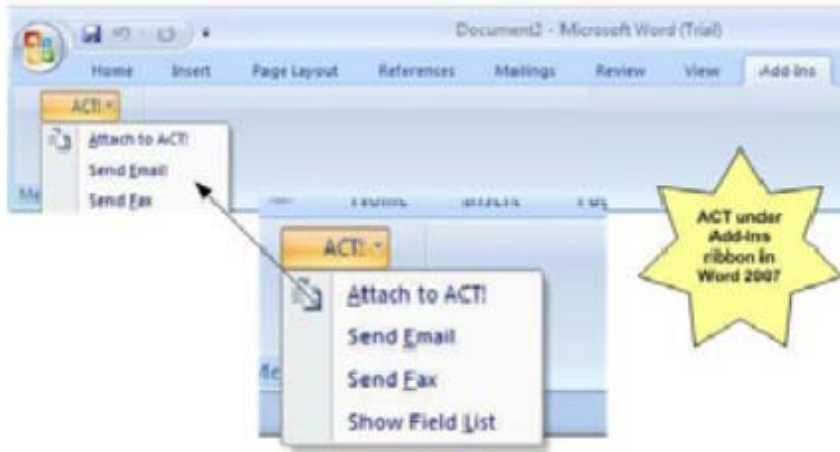 Document2 - Microsoft Word (Trial)
Home Insert Page Layout References Mailings Review View Add-Ins
ACT!
Attach to ACT!
Send Email
Send Fax
Me
ACT!
Attach to ACT!
Send Email
Send Fax
Show Field List
Me
ACT under
Add-Ins
ribbon in
Word 2007